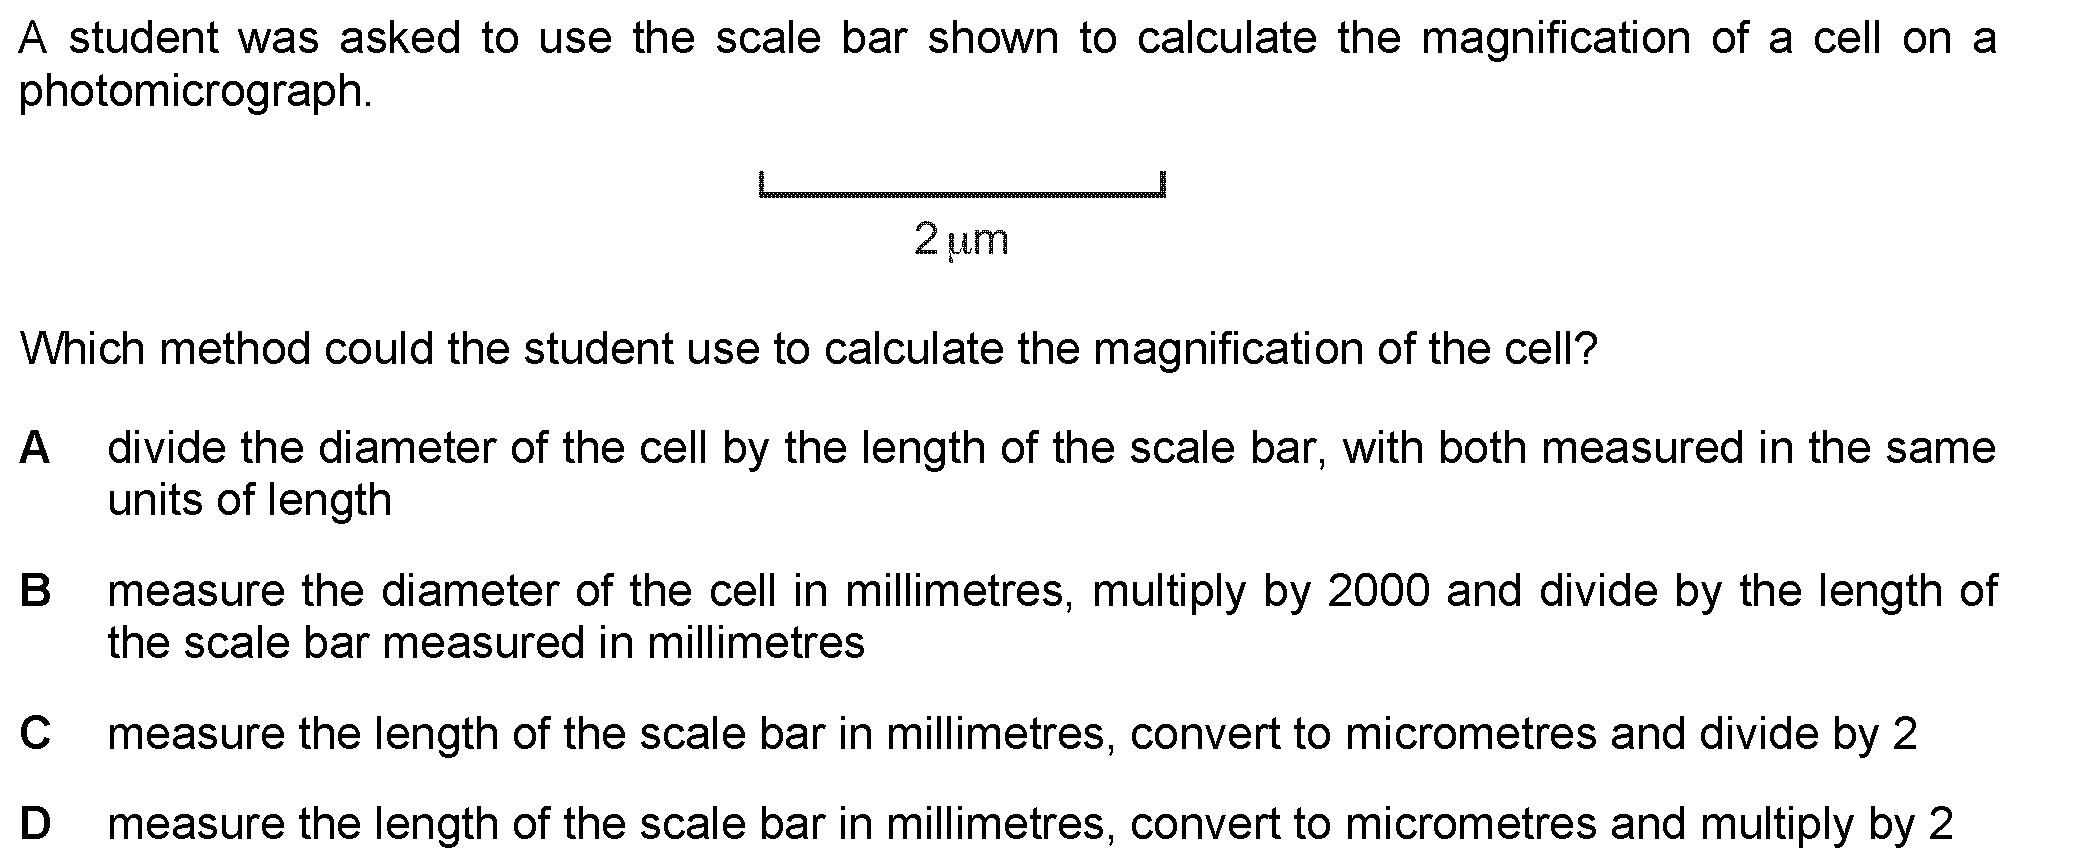 A student was asked to use the scale bar shown to calculate the magnification of a cell on a
photomicrograph.
2 µm
Which method could the student use to calculate the magnification of the cell?
A divide the diameter of the cell by the length of the scale bar, with both measured in the same
units of length
B measure the diameter of the cell in millimetres, multiply by 2000 and divide by the length of
the scale bar measured in millimetres
C measure the length of the scale bar in millimetres, convert to micrometres and divide by 2
D measure the length of the scale bar in millimetres, convert to micrometres and multiply by 2